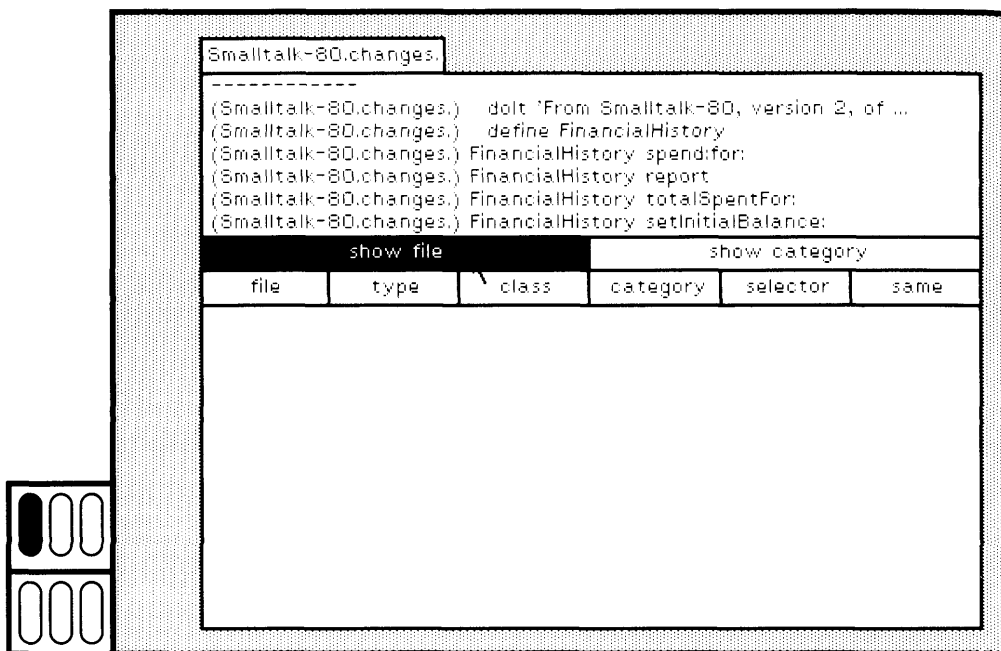 Smalltalk-80.changes.
------------
(Smalltalk-80.changes.) doIt 'From Smalltalk-80, version 2, of ...
(Smalltalk-80.changes.) define FinancialHistory
(Smalltalk-80.changes.) FinancialHistory spend:for:
(Smalltalk-80.changes.) FinancialHistory report
(Smalltalk-80.changes.) FinancialHistory totalSpentFor:
(Smalltalk-80.changes.) FinancialHistory setInitialBalance:
show file show category
file type class category selector same